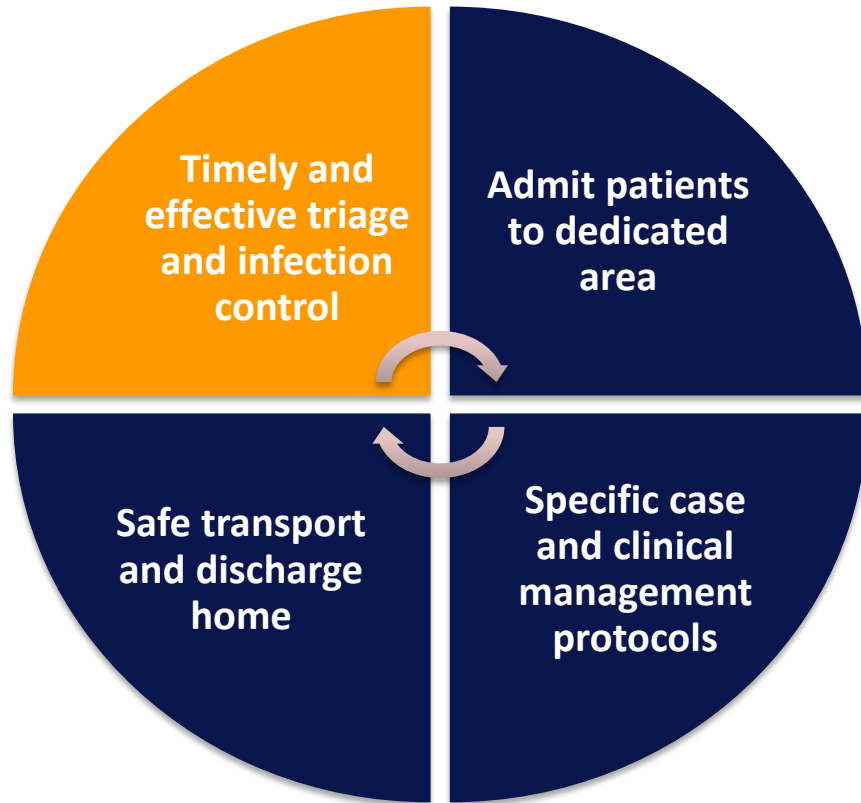 Timely and
effective triage
and infection
control
Admit patients
to dedicated
area
Safe transport
and discharge
home
Specific case
and clinical
management
protocols